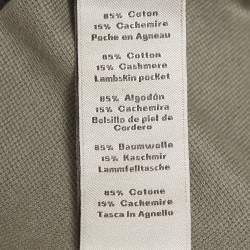 85% Coton
15% Cachemire
Poche en Agneau
85% Cotton
15% Cashmere
Lambskin pocket
85% Algodón
15% Cachemira
Bolsillo de piel de
Cordero
85% Baumwolle
15% Kaschmir
Lammfelltasche
85% Cotone
15% Cachemire
Tasca in Agnello